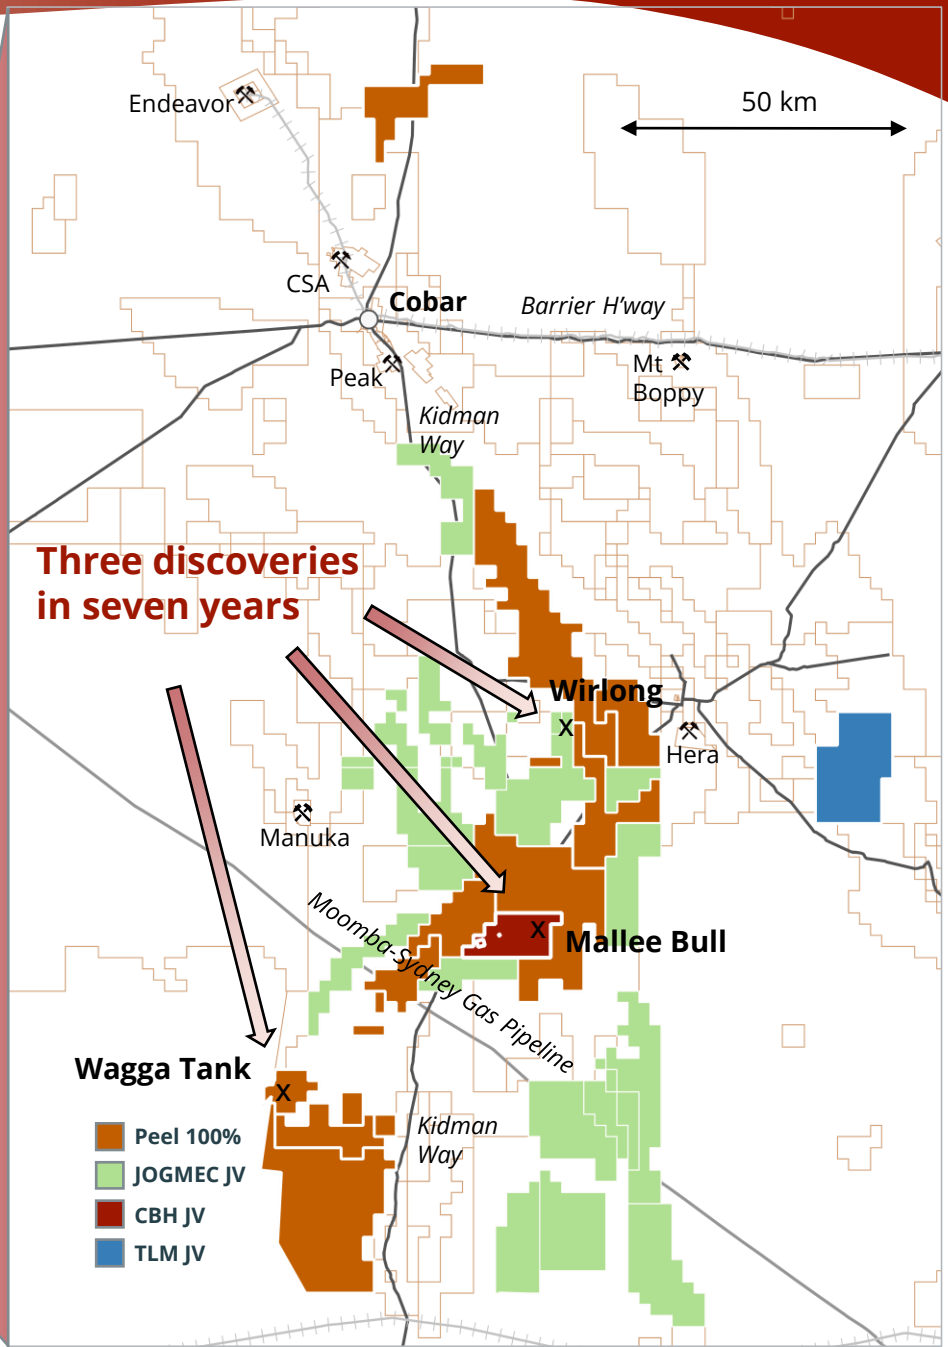 50 km
Endeavor
CSA
Cobar
Barrier H'way
Peak
Mt
Boppy
Kidman
Way
Three discoveries
in seven years
Wirlong
X
Hera
Manuka
Moomba-Sydney Gas Pipeline
X
Mallee Bull
Wagga Tank
X
Kidman
Way
Peel 100%
JOGMEC JV
CBH JV
TLM JV